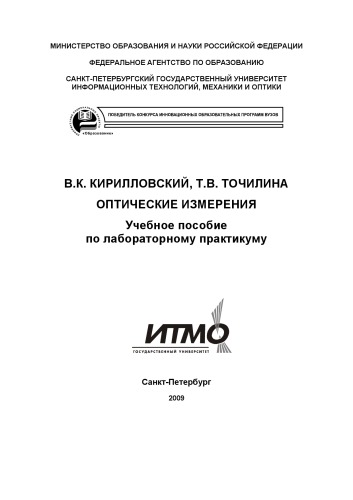 МИНИСТЕРСТВО ОБРАЗОВАНИЯ И НАУКИ РОССИЙСКОЙ ФЕДЕРАЦИИ
ФЕДЕРАЛЬНОЕ АГЕНТСТВО ПО ОБРАЗОВАНИЮ
САНКТ-ПЕТЕРБУРГСКИЙ ГОСУДАРСТВЕННЫЙ УНИВЕРСИТЕТ
ИНФОРМАЦИОННЫХ ТЕХНОЛОГИЙ, МЕХАНИКИ И ОПТИКИ
ПОБЕДИТЕЛЬ КОНКУРСА ИННОВАЦИОННЫХ ОБРАЗОВАТЕЛЬНЫХ ПРОГРАММ ВУЗОВ
«Образование»
В.К. КИРИЛЛОВСКИЙ, Т.В. ТОЧИЛИНА
ОПТИЧЕСКИЕ ИЗМЕРЕНИЯ
Учебное пособие
по лабораторному практикуму
ИТМО
ГОСУДАРСТВЕННЫЙ УНИВЕРСИТЕТ
Санкт-Петербург
2009